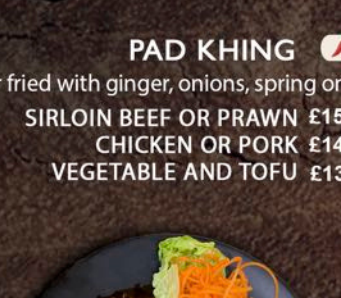 PAD KHING
fried with ginger, onions, spring
SIRLOIN BEEF OR PRAWN £15
CHICKEN OR PORK £14
VEGETABLE AND TOFU £13